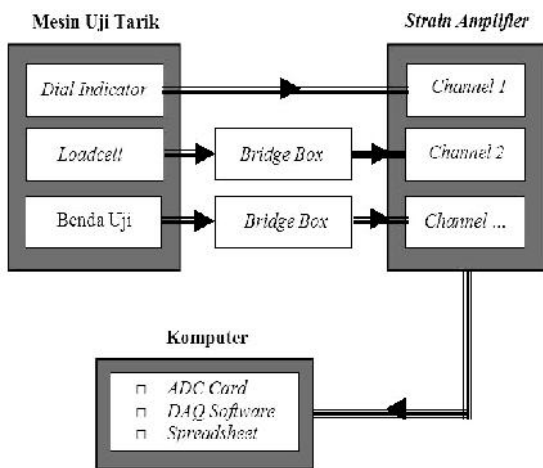 Mesin Uji Tarik
Strain Amplifier
Dial Indicator
Channel 1
Loadcell
Bridge Box
Channel 2
Benda Uji
Bridge Box
Channel ...
Komputer
ADC Card
DAQ Software
Spreadsheet